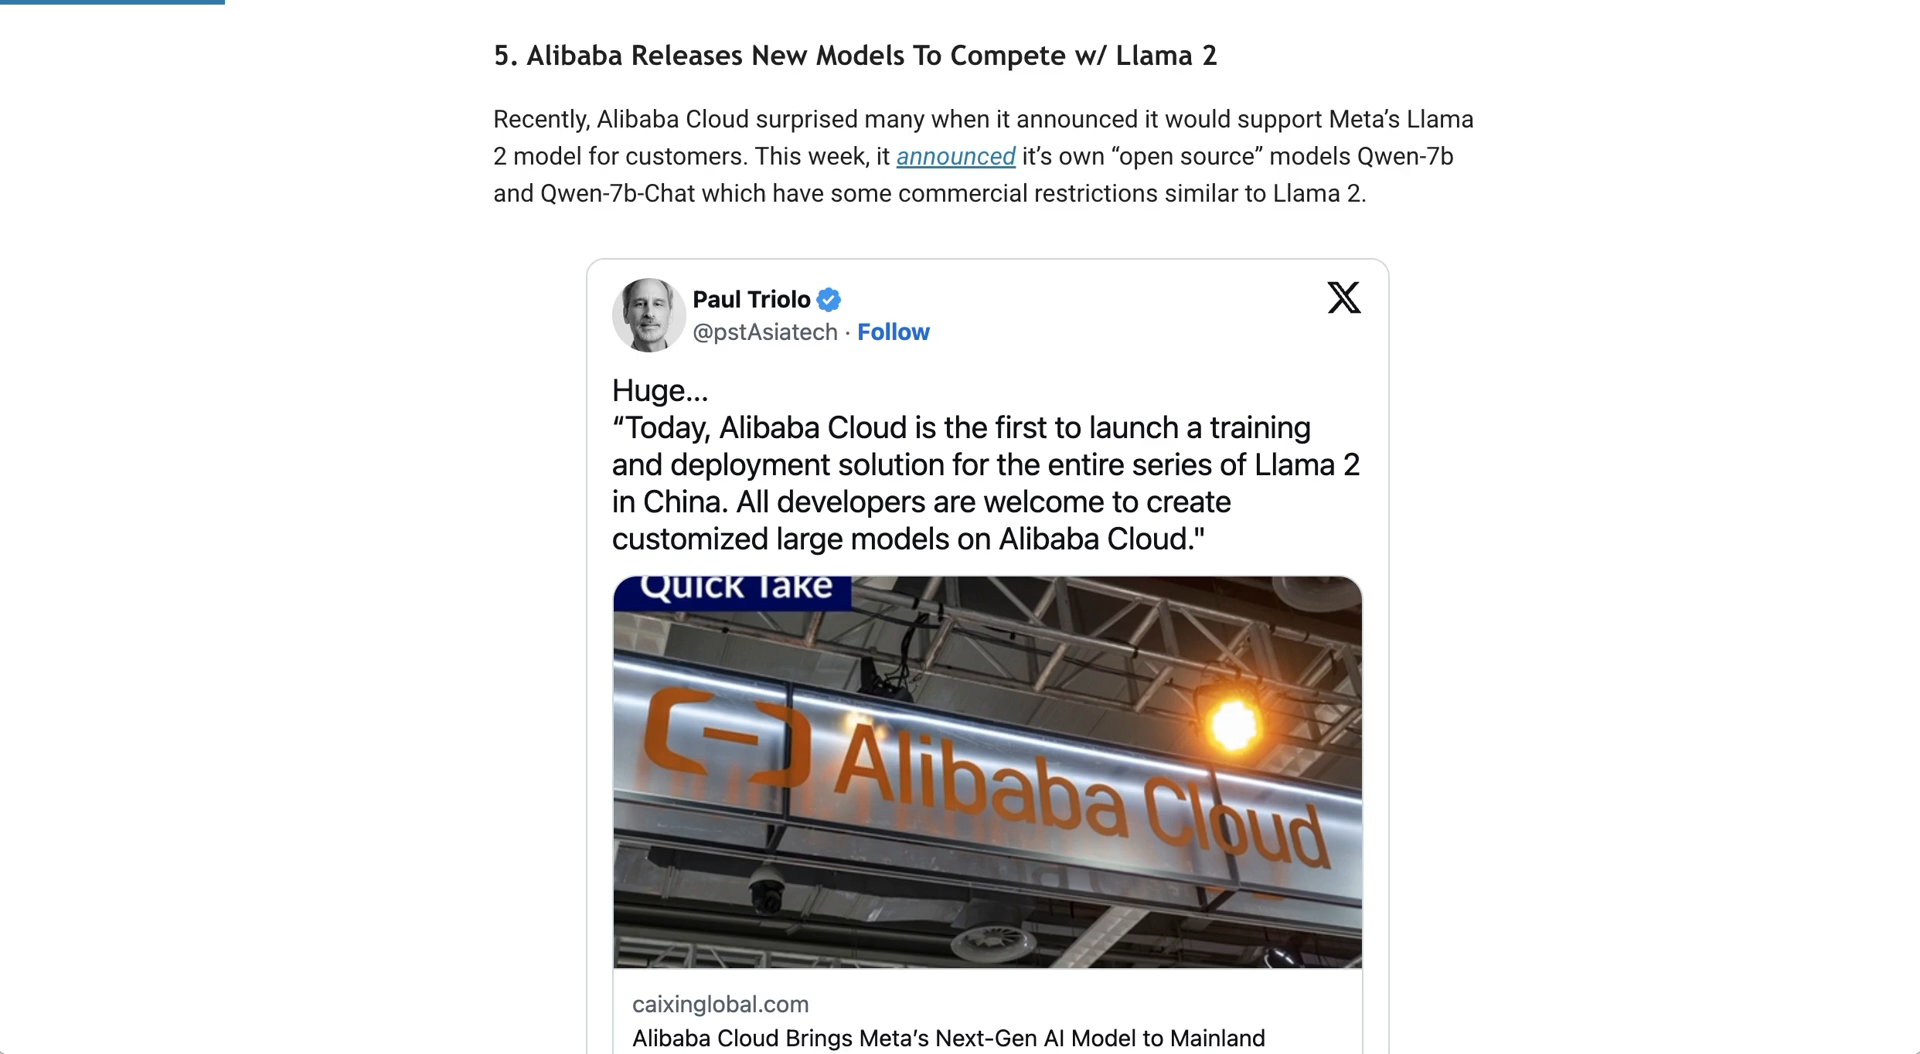 5. Alibaba Releases New Models To Compete w/ Llama 2
Recently, Alibaba Cloud surprised many when it announced it would support Meta’s Llama
2 model for customers. This week, it announced it’s own “open source” models Qwen-7b
and Qwen-7b-Chat which have some commercial restrictions similar to Llama 2.
Paul Triolo
@pstAsiatech · Follow
Huge...
“Today, Alibaba Cloud is the first to launch a training
and deployment solution for the entire series of Llama 2
in China. All developers are welcome to create
customized large models on Alibaba Cloud."
Quick Take
Alibaba Cloud
caixinglobal.com
Alibaba Cloud Brings Meta’s Next-Gen AI Model to Mainland